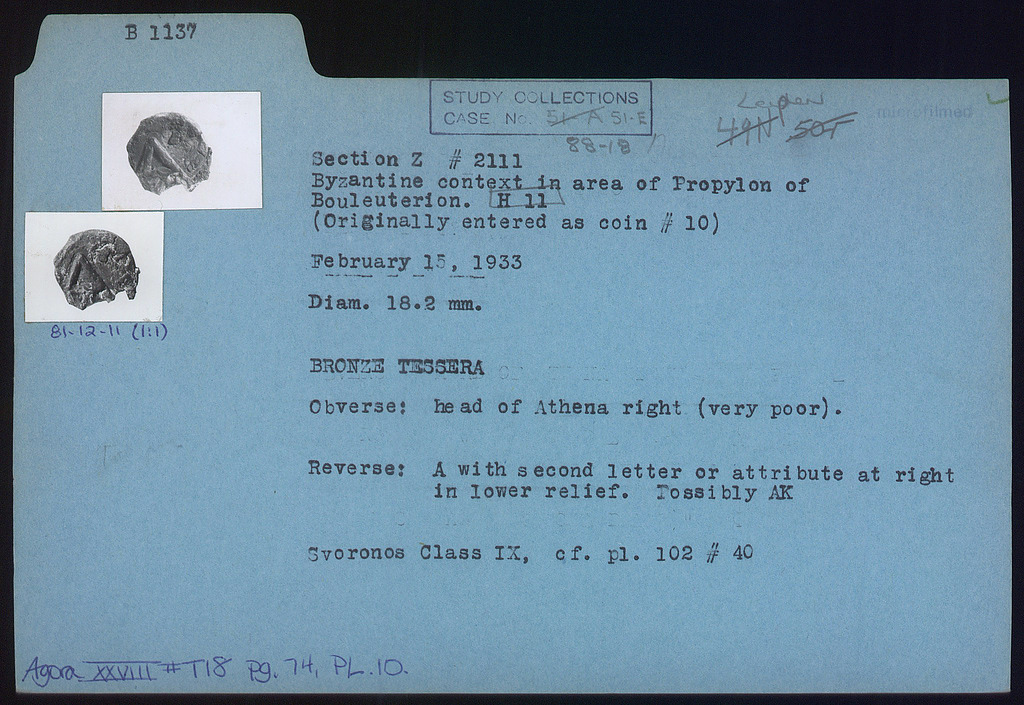 B 1137
STUDY COLLECTIONS
CASE No. 51-A 51-E
88-18
49N 50T
microfilmed
Section Z # 2111
Byzantine context in area of Propylon of
Bouleuterion. H 11
(Originally entered as coin # 10)
February 15, 1933
Diam. 18.2 mm.
81-12-11 (1:1)
BRONZE TESSERA
Obverse: head of Athena right (very poor).
Reverse: A with second letter or attribute at right
in lower relief. Possibly AK
Svoronos Class IX, cf. pl. 102 # 40
Agora XXVIII # T18 pg. 74, PL. 10.